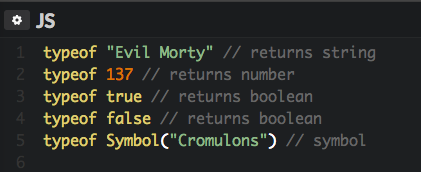 JS
1 typeof "Evil Morty" // returns string
2 typeof 137 // returns number
3 typeof true // returns boolean
4 typeof false // returns boolean
5 typeof Symbol("Cromulons") // symbol
6